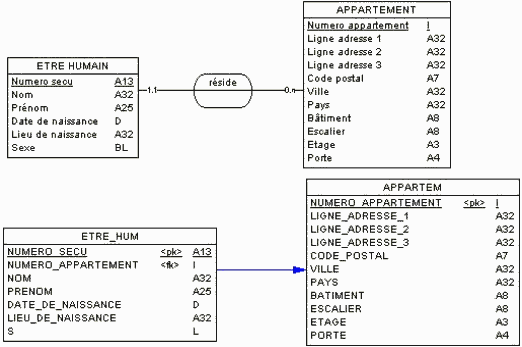 ETRE HUMAIN
Numero secu A13
Nom A32
Prénom A25
Date de naissance D
Lieu de naissance A32
Sexe BL
1.1
réside
0.n
APPARTEMENT
Numero appartement I
Ligne adresse 1 A32
Ligne adresse 2 A32
Ligne adresse 3 A32
Code postal A7
Ville A32
Pays A32
Bâtiment A8
Escalier A8
Etage A3
Porte A4
ETRE_HUM
NUMERO_SECU <pk> A13
NUMERO_APPARTEMENT <fk> I
NOM A32
PRENOM A25
DATE_DE_NAISSANCE D
LIEU_DE_NAISSANCE A32
S L
APPARTEM
NUMERO_APPARTEMENT <pk> I
LIGNE_ADRESSE_1 A32
LIGNE_ADRESSE_2 A32
LIGNE_ADRESSE_3 A32
CODE_POSTAL A7
VILLE A32
PAYS A32
BATIMENT A8
ESCALIER A8
ETAGE A3
PORTE A4